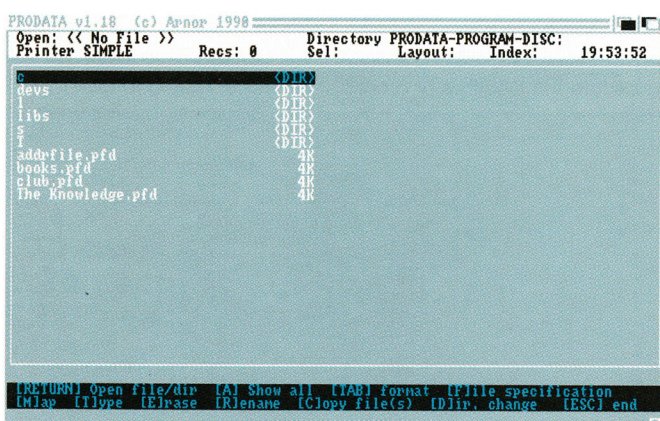 PRODATA v1.18 (c) Arnor 1990
Open: << No File >> Directory PRODATA-PROGRAM-DISC:
Printer SIMPLE Recs: 0 Sel: Layout: Index: 19:53:52
c <DIR>
devs <DIR>
l <DIR>
libs <DIR>
s <DIR>
T <DIR>
addrfile.pfd 4K
books.pfd 4K
club.pfd 4K
The Knowledge.pfd 4K
[RETURN] Open file/dir [A] Show all [TAB] format [F]ile specification
[M]ap [T]ype [E]rase [R]ename [C]opy file(s) [D]ir. change [ESC] end